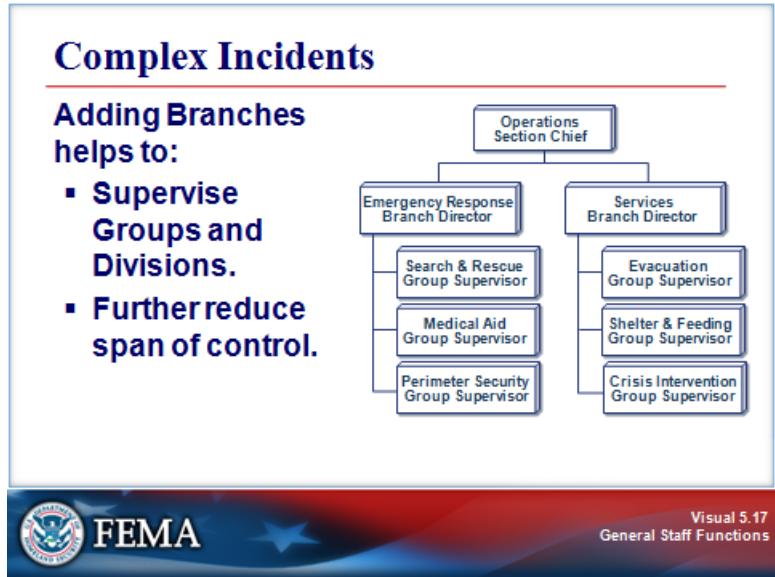 Complex Incidents
Adding Branches
helps to:
▪ Supervise
Groups and
Divisions.
▪ Further reduce
span of control.
Operations
Section Chief
Emergency Response
Branch Director
Search & Rescue
Group Supervisor
Medical Aid
Group Supervisor
Perimeter Security
Group Supervisor
Services
Branch Director
Evacuation
Group Supervisor
Shelter & Feeding
Group Supervisor
Crisis Intervention
Group Supervisor
FEMA
Visual 5.17
General Staff Functions